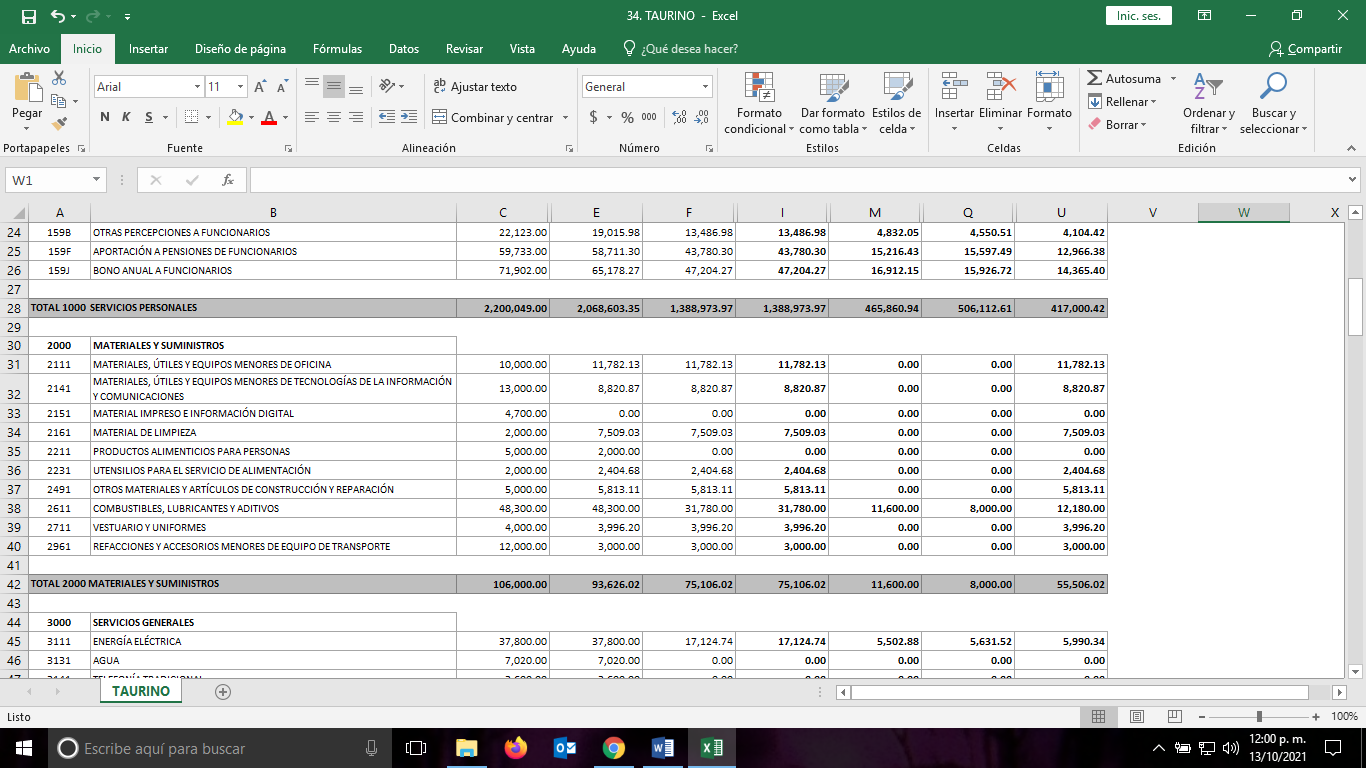 34. TAURINO - Excel
Inic. ses.
Archivo Inicio Insertar Diseño de página Fórmulas Datos Revisar Vista Ayuda ¿Qué desea hacer? Compartir
Pegar
Arial 11
Ajustar texto
General
Formato condicional
Dar formato como tabla
Estilos de celda
Insertar Eliminar Formato
Autosuma
Rellenar
Borrar
Ordenar y filtrar
Buscar y seleccionar
N K S
Combinar y centrar
$ % 000
Portapapeles Fuente Alineación Número Estilos Celdas Edición
W1 fx
A B C E F I M Q U V W X
24 159B OTRAS PERCEPCIONES A FUNCIONARIOS 22,123.00 19,015.98 13,486.98 13,486.98 4,832.05 4,550.51 4,104.42
25 159F APORTACIÓN A PENSIONES DE FUNCIONARIOS 59,733.00 58,711.30 43,780.30 43,780.30 15,216.43 15,597.49 12,966.38
26 159J BONO ANUAL A FUNCIONARIOS 71,902.00 65,178.27 47,204.27 47,204.27 16,912.15 15,926.72 14,365.40
27
28 TOTAL 1000 SERVICIOS PERSONALES 2,200,049.00 2,068,603.35 1,388,973.97 1,388,973.97 465,860.94 506,112.61 417,000.42
29
30 2000 MATERIALES Y SUMINISTROS
31 2111 MATERIALES, ÚTILES Y EQUIPOS MENORES DE OFICINA 10,000.00 11,782.13 11,782.13 11,782.13 0.00 0.00 11,782.13
32 2141 MATERIALES, ÚTILES Y EQUIPOS MENORES DE TECNOLOGÍAS DE LA INFORMACIÓN Y COMUNICACIONES 13,000.00 8,820.87 8,820.87 8,820.87 0.00 0.00 8,820.87
33 2151 MATERIAL IMPRESO E INFORMACIÓN DIGITAL 4,700.00 0.00 0.00 0.00 0.00 0.00 0.00
34 2161 MATERIAL DE LIMPIEZA 2,000.00 7,509.03 7,509.03 7,509.03 0.00 0.00 7,509.03
35 2211 PRODUCTOS ALIMENTICIOS PARA PERSONAS 5,000.00 2,000.00 0.00 0.00 0.00 0.00 0.00
36 2231 UTENSILIOS PARA EL SERVICIO DE ALIMENTACIÓN 2,000.00 2,404.68 2,404.68 2,404.68 0.00 0.00 2,404.68
37 2491 OTROS MATERIALES Y ARTÍCULOS DE CONSTRUCCIÓN Y REPARACIÓN 5,000.00 5,813.11 5,813.11 5,813.11 0.00 0.00 5,813.11
38 2611 COMBUSTIBLES, LUBRICANTES Y ADITIVOS 48,300.00 48,300.00 31,780.00 31,780.00 11,600.00 8,000.00 12,180.00
39 2711 VESTUARIO Y UNIFORMES 4,000.00 3,996.20 3,996.20 3,996.20 0.00 0.00 3,996.20
40 2961 REFACCIONES Y ACCESORIOS MENORES DE EQUIPO DE TRANSPORTE 12,000.00 3,000.00 3,000.00 3,000.00 0.00 0.00 3,000.00
41
42 TOTAL 2000 MATERIALES Y SUMINISTROS 106,000.00 93,626.02 75,106.02 75,106.02 11,600.00 8,000.00 55,506.02
43
44 3000 SERVICIOS GENERALES
45 3111 ENERGÍA ELÉCTRICA 37,800.00 37,800.00 17,124.74 17,124.74 5,502.88 5,631.52 5,990.34
46 3131 AGUA 7,020.00 7,020.00 0.00 0.00 0.00 0.00 0.00
TAURINO
Listo 100%
Escribe aquí para buscar
12:00 p. m.
13/10/2021